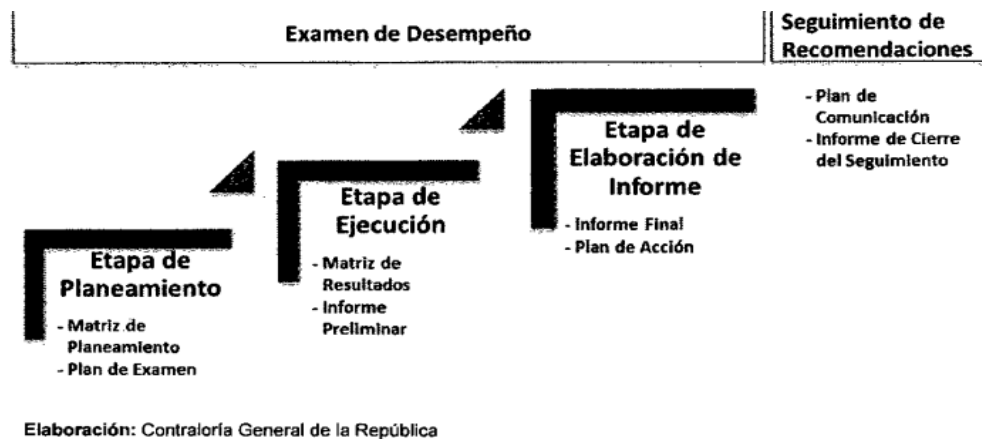 Examen de Desempeño
Seguimiento de
Recomendaciones
Etapa de
Planeamiento
- Matriz de
Planeamiento
- Plan de Examen
Etapa de
Ejecución
- Matriz de
Resultados
- Informe
Preliminar
Etapa de
Elaboración de
Informe
- Informe Final
- Plan de Acción
- Plan de
Comunicación
- Informe de Cierre
del Seguimiento
Elaboración: Contraloría General de la República